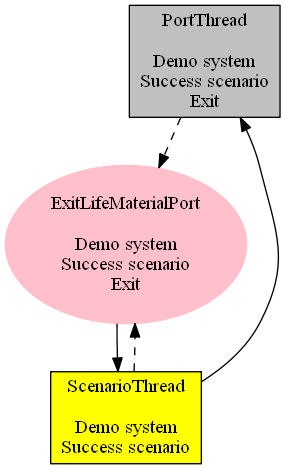 PortThread
Demo system
Success scenario
Exit
ExitLifeMaterialPort
Demo system
Success scenario
Exit
ScenarioThread
Demo system
Success scenario